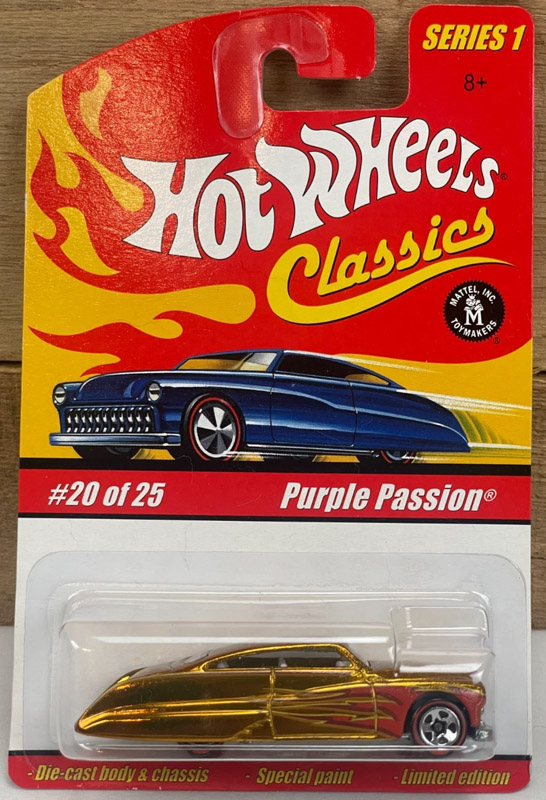 SERIES 1
8+
HOT WHEELS®
Classics
MATTEL, INC.
M
TOYMAKERS
®
#20 of 25 Purple Passion®
- Die-cast body & chassis - Special paint - Limited edition